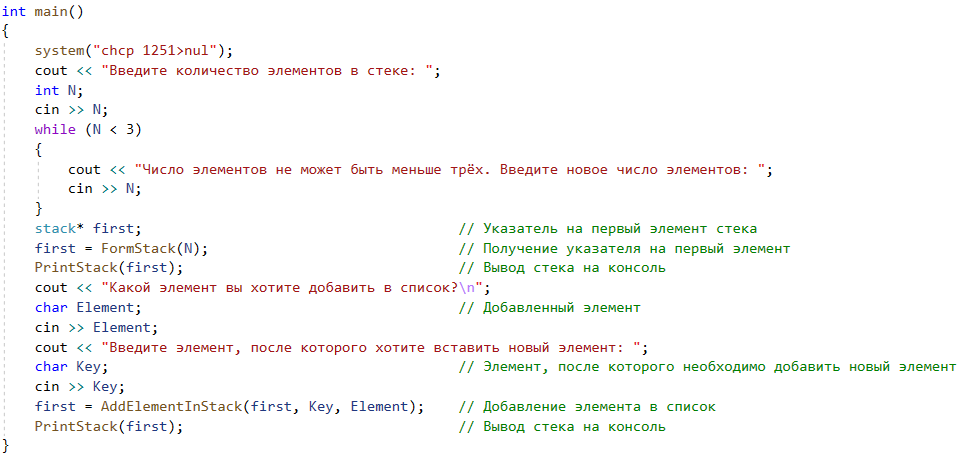 int main()
{
    system("chcp 1251>nul");
    cout << "Введите количество элементов в стеке: ";
    int N;
    cin >> N;
    while (N < 3)
    {
        cout << "Число элементов не может быть меньше трёх. Введите новое число элементов: ";
        cin >> N;
    }
    stack* first; // Указатель на первый элемент стека
    first = FormStack(N); // Получение указателя на первый элемент
    PrintStack(first); // Вывод стека на консоль
    cout << "Какой элемент вы хотите добавить в список?\n";
    char Element; // Добавленный элемент
    cin >> Element;
    cout << "Введите элемент, после которого хотите вставить новый элемент: ";
    char Key; // Элемент, после которого необходимо добавить новый элемент
    cin >> Key;
    first = AddElementInStack(first, Key, Element); // Добавление элемента в список
    PrintStack(first); // Вывод стека на консоль
}